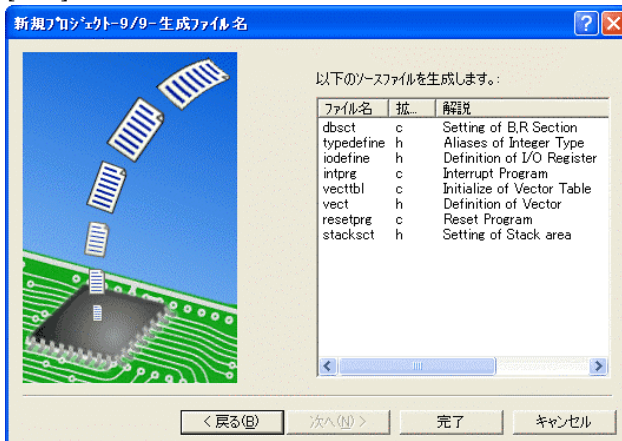 新規ﾌﾟﾛｼﾞｪｸﾄ-9/9-生成ﾌｧｲﾙ名
以下のｿｰｽﾌｧｲﾙを生成します。:
ﾌｧｲﾙ名 拡... 解説
dbsct c Setting of B,R Section
typedefine h Aliases of Integer Type
iodefine h Definition of I/O Register
intprg c Interrupt Program
vecttbl c Initialize of Vector Table
vect h Definition of Vector
resetprg c Reset Program
stacksct h Setting of Stack area
< 戻る(B) 次へ(N) > 完了 ｷｬﾝｾﾙ